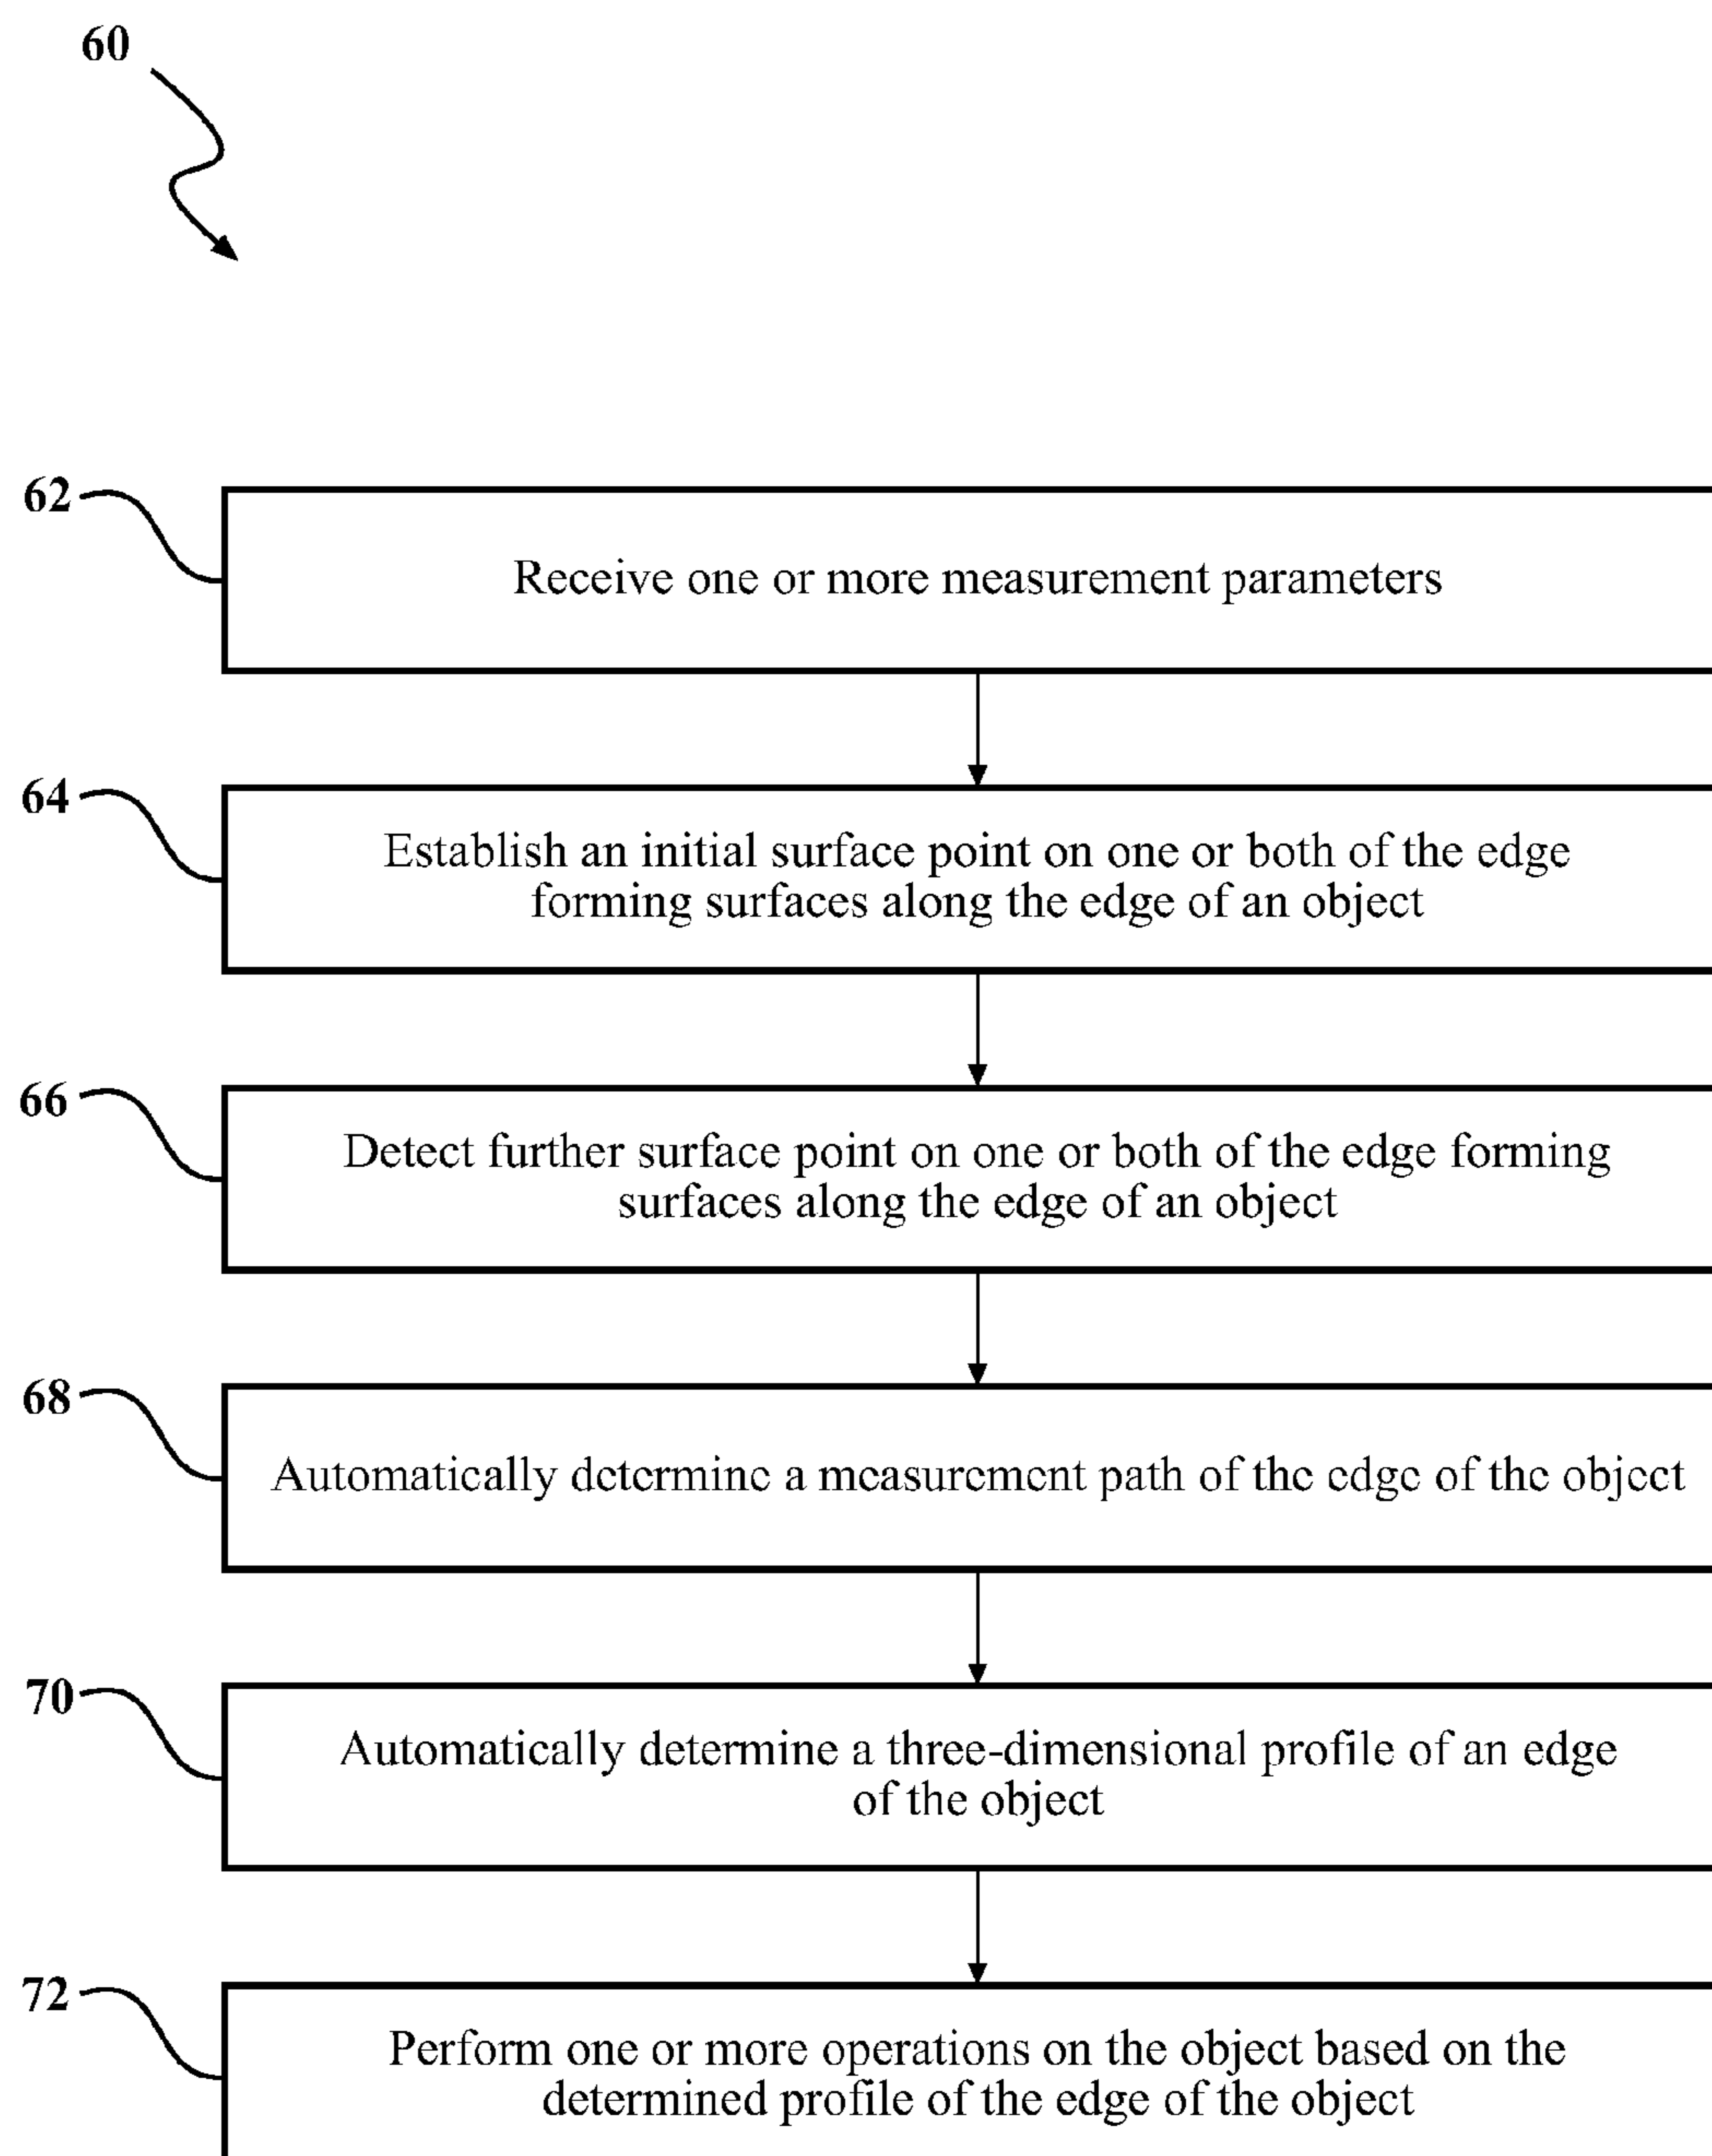 60
62
Receive one or more measurement parameters
64
Establish an initial surface point on one or both of the edge
forming surfaces along the edge of an object
66
Detect further surface point on one or both of the edge forming
surfaces along the edge of an object
68
Automatically determine a measurement path of the edge of the object
70
Automatically determine a three-dimensional profile of an edge
of the object
72
Perform one or more operations on the object based on the
determined profile of the edge of the object